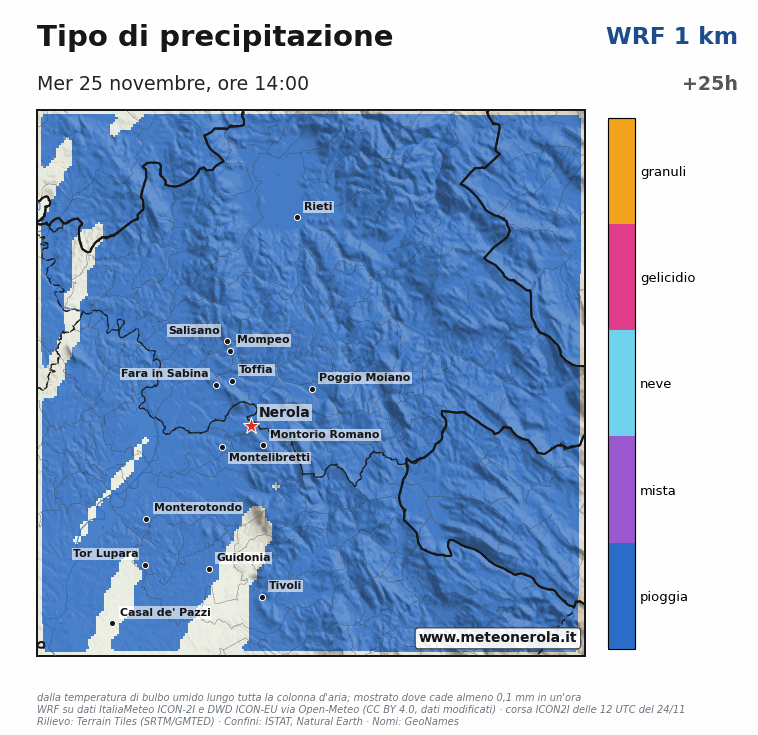 Tipo di precipitazione
WRF 1 km
Mer 25 novembre, ore 14:00
+25h
granuli
gelicidio
neve
mista
pioggia
Rieti
Salisano
Mompeo
Fara in Sabina
Toffia
Poggio Moiano
Nerola
Montorio Romano
Montelibretti
Monterotondo
Tor Lupara
Guidonia
Tivoli
Casal de' Pazzi
www.meteonerola.it
dalla temperatura di bulbo umido lungo tutta la colonna d'aria; mostrato dove cade almeno 0,1 mm in un'ora
WRF su dati ItaliaMeteo ICON-2I e DWD ICON-EU via Open-Meteo (CC BY 4.0, dati modificati) · corsa ICON2I delle 12 UTC del 24/11
Rilievo: Terrain Tiles (SRTM/GMTED) · Confini: ISTAT, Natural Earth · Nomi: GeoNames